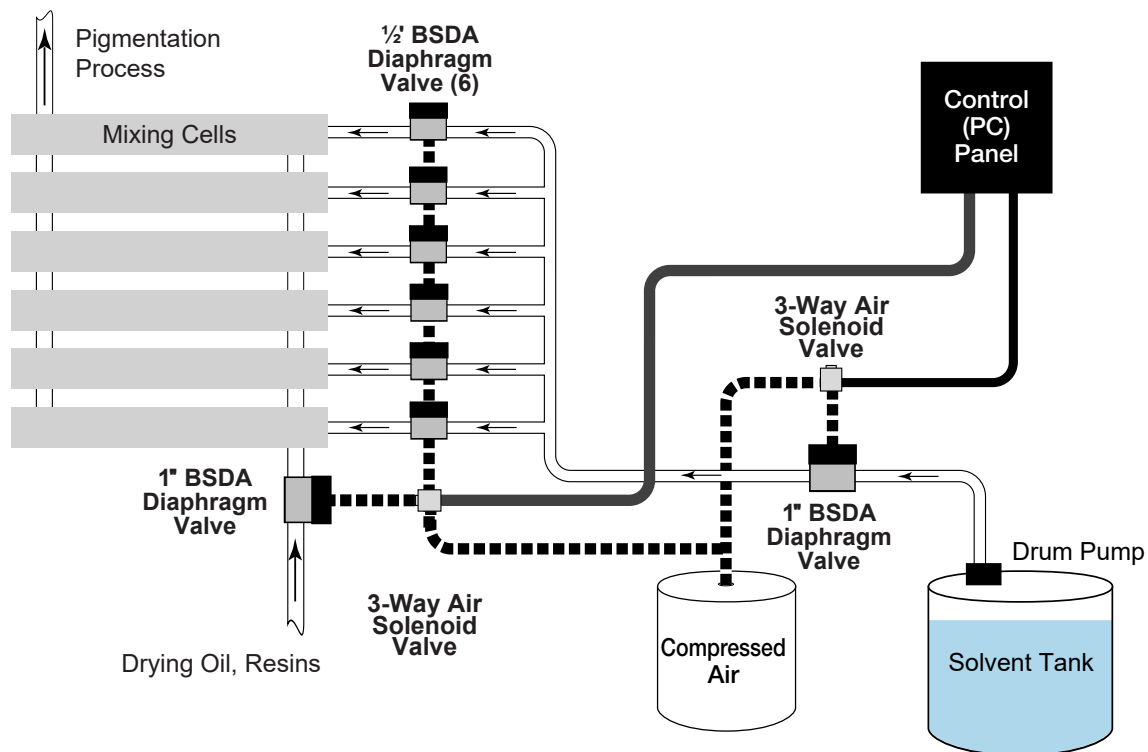 Pigmentation
Process
½' BSDA
Diaphragm
Valve (6)
Control
(PC)
Panel
Mixing Cells
3-Way Air
Solenoid
Valve
1" BSDA
Diaphragm
Valve
1" BSDA
Diaphragm
Valve
Drum Pump
3-Way Air
Solenoid
Valve
Drying Oil, Resins
Compressed
Air
Solvent Tank